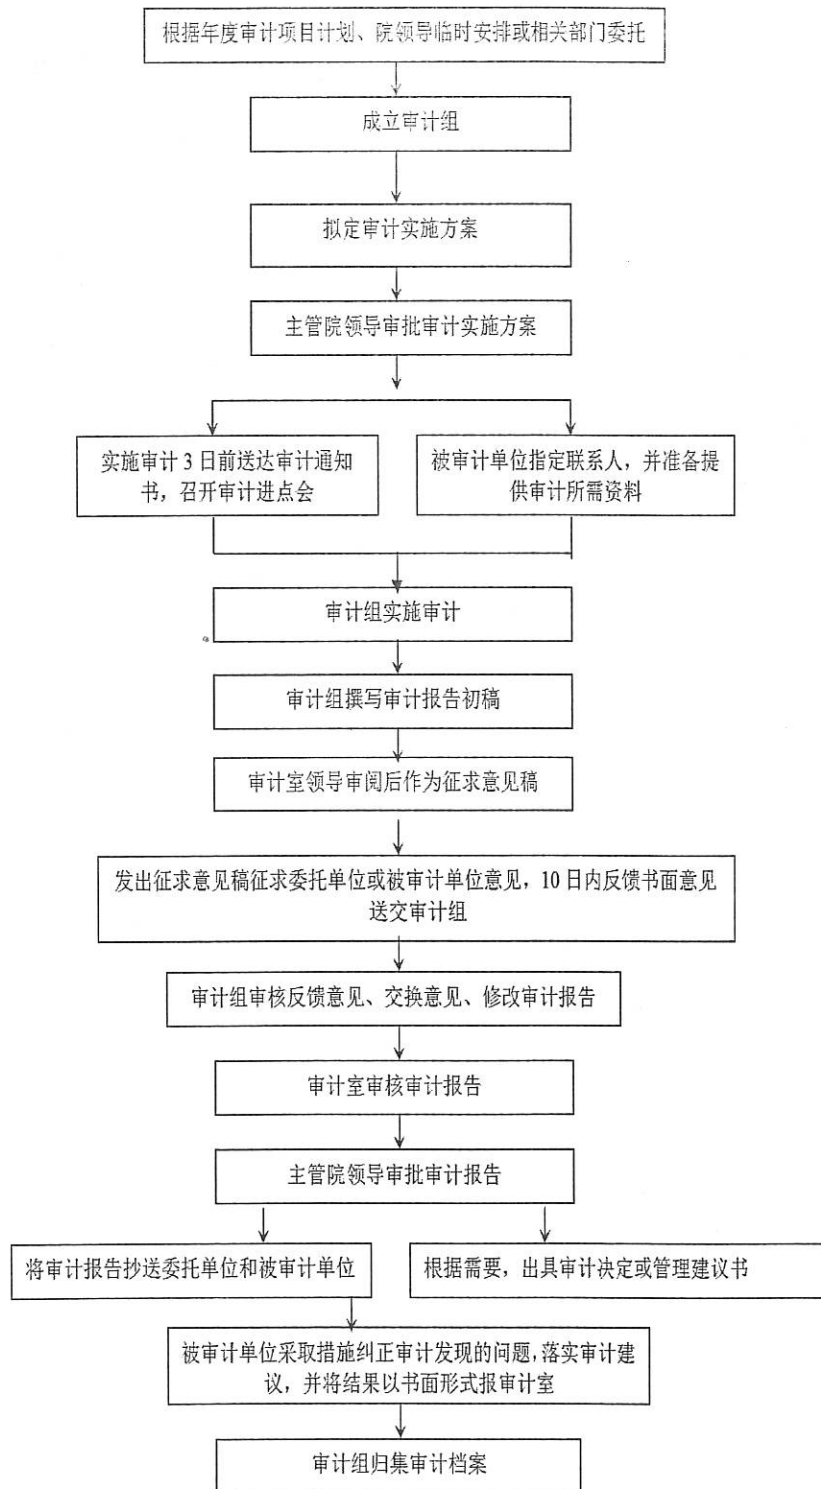 根据年度审计项目计划、院领导临时安排或相关部门委托
成立审计组
拟定审计实施方案
主管院领导审批审计实施方案
实施审计 3 日前送达审计通知
书，召开审计进点会
被审计单位指定联系人，并准备提
供审计所需资料
审计组实施审计
审计组撰写审计报告初稿
审计室领导审阅后作为征求意见稿
发出征求意见稿征求委托单位或被审计单位意见，10 日内反馈书面意见
送交审计组
审计组审核反馈意见、交换意见、修改审计报告
审计室审核审计报告
主管院领导审批审计报告
将审计报告抄送委托单位和被审计单位
根据需要，出具审计决定或管理建议书
被审计单位采取措施纠正审计发现的问题，落实审计建
议，并将结果以书面形式报审计室
审计组归集审计档案